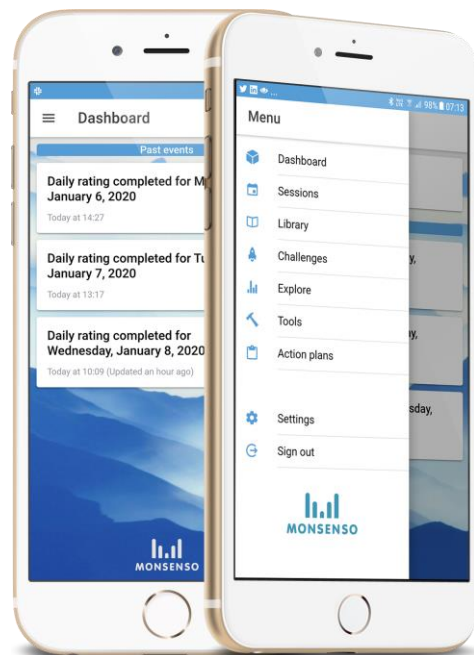 Dashboard
Past events
Daily rating completed for M
January 6, 2020
Today at 14:27
Daily rating completed for Tu
January 7, 2020
Today at 13:17
Daily rating completed for
Wednesday, January 8, 2020
Today at 10:09 (Updated an hour ago)
MONSENSO
98% 07:13
Menu
Dashboard
Sessions
Library
Challenges
Explore
Tools
Action plans
Settings
Sign out
MONSENSO
y,
y,
sday,